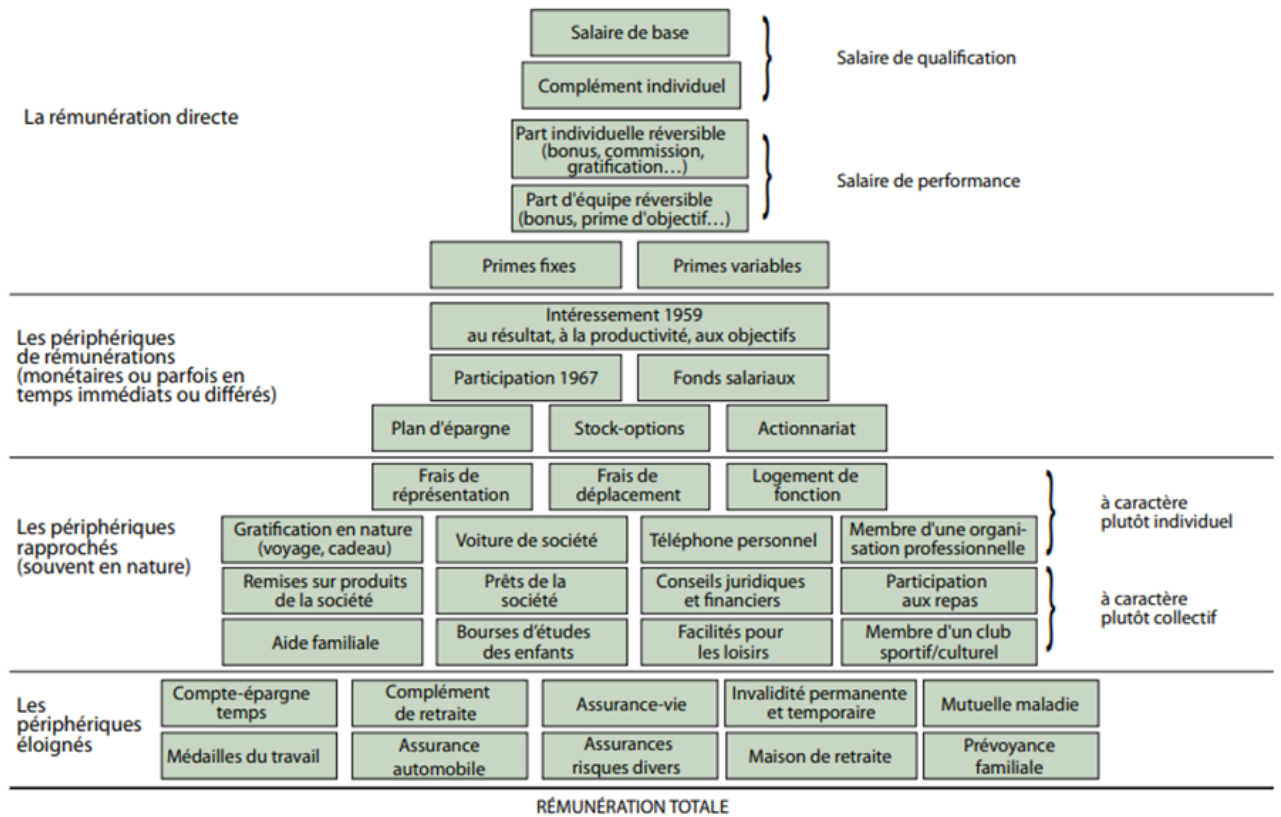 Salaire de base
Complément individuel
Salaire de qualification
La rémunération directe
Part individuelle réversible
(bonus, commission,
gratification…)
Part d'équipe réversible
(bonus, prime d'objectif…)
Salaire de performance
Primes fixes
Primes variables
Les périphériques
de rémunérations
(monétaires ou parfois en
temps immédiats ou différés)
Intéressement 1959
au résultat, à la productivité, aux objectifs
Participation 1967
Fonds salariaux
Plan d'épargne
Stock-options
Actionnariat
Les périphériques
rapprochés
(souvent en nature)
Frais de
réprésentation
Frais de
déplacement
Logement de
fonction
Gratification en nature
(voyage, cadeau)
Voiture de société
Téléphone personnel
Membre d'une organi-
sation professionnelle
à caractère
plutôt individuel
Remises sur produits
de la société
Prêts de la
société
Conseils juridiques
et financiers
Participation
aux repas
Aide familiale
Bourses d'études
des enfants
Facilités pour
les loisirs
Membre d'un club
sportif/culturel
à caractère
plutôt collectif
Les
périphériques
éloignés
Compte-épargne
temps
Complément
de retraite
Assurance-vie
Invalidité permanente
et temporaire
Mutuelle maladie
Médailles du travail
Assurance
automobile
Assurances
risques divers
Maison de retraite
Prévoyance
familiale
RÉMUNÉRATION TOTALE